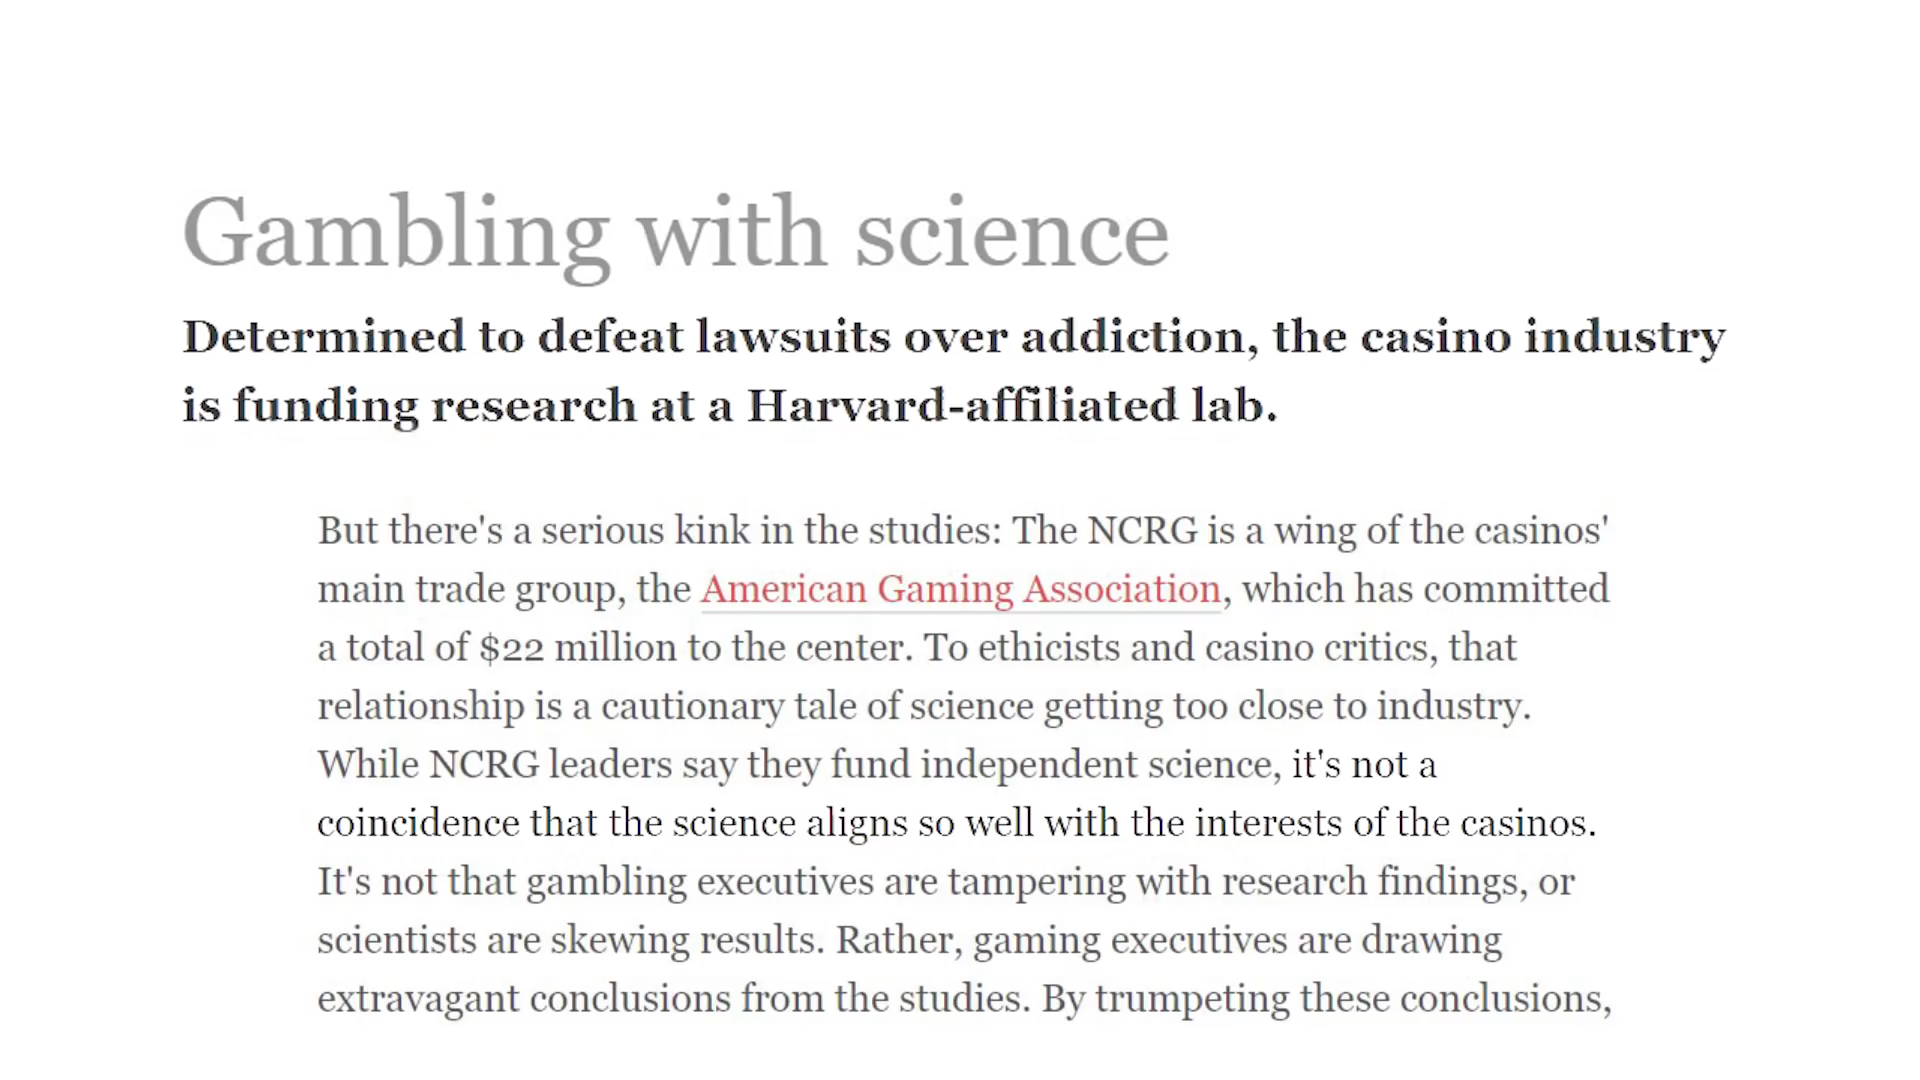 Gambling with science
Determined to defeat lawsuits over addiction, the casino industry
is funding research at a Harvard-affiliated lab.
But there's a serious kink in the studies: The NCRG is a wing of the casinos'
main trade group, the American Gaming Association, which has committed
a total of $22 million to the center. To ethicists and casino critics, that
relationship is a cautionary tale of science getting too close to industry.
While NCRG leaders say they fund independent science, it's not a
coincidence that the science aligns so well with the interests of the casinos.
It's not that gambling executives are tampering with research findings, or
scientists are skewing results. Rather, gaming executives are drawing
extravagant conclusions from the studies. By trumpeting these conclusions,